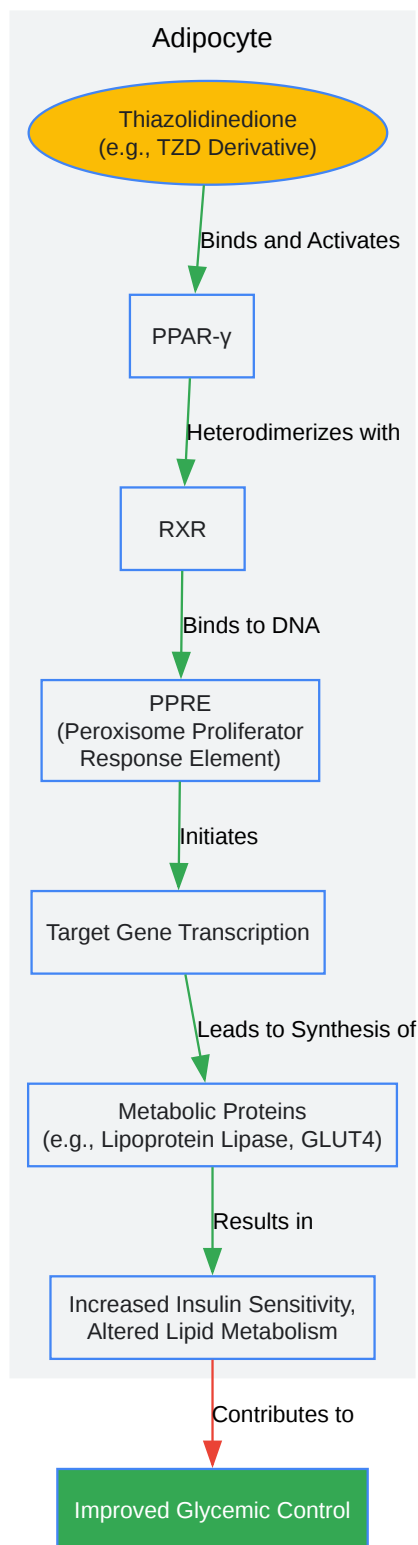 Adipocyte
Thiazolidinedione
(e.g., TZD Derivative)
Binds and Activates
PPAR-γ
Heterodimerizes with
RXR
Binds to DNA
PPRE
(Peroxisome Proliferator
Response Element)
Initiates
Target Gene Transcription
Leads to Synthesis of
Metabolic Proteins
(e.g., Lipoprotein Lipase, GLUT4)
Results in
Increased Insulin Sensitivity,
Altered Lipid Metabolism
Contributes to
Improved Glycemic Control